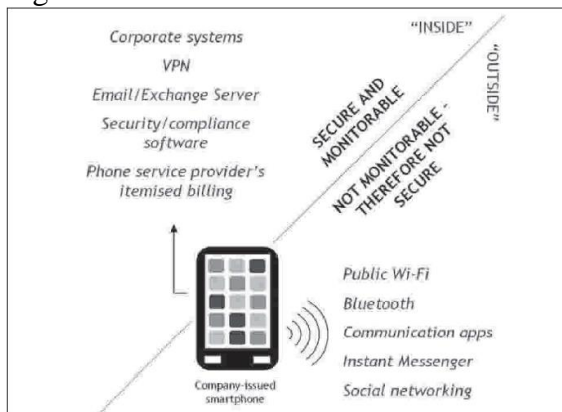 Corporate systems
VPN
Email/Exchange Server
Security/compliance
software
Phone service provider's
itemised billing
"INSIDE"
"OUTSIDE"
SECURE AND
MONITORABLE
NOT MONITORABLE -
THEREFORE NOT
SECURE
Public Wi-Fi
Bluetooth
Communication apps
Instant Messenger
Social networking
Company-issued
smartphone